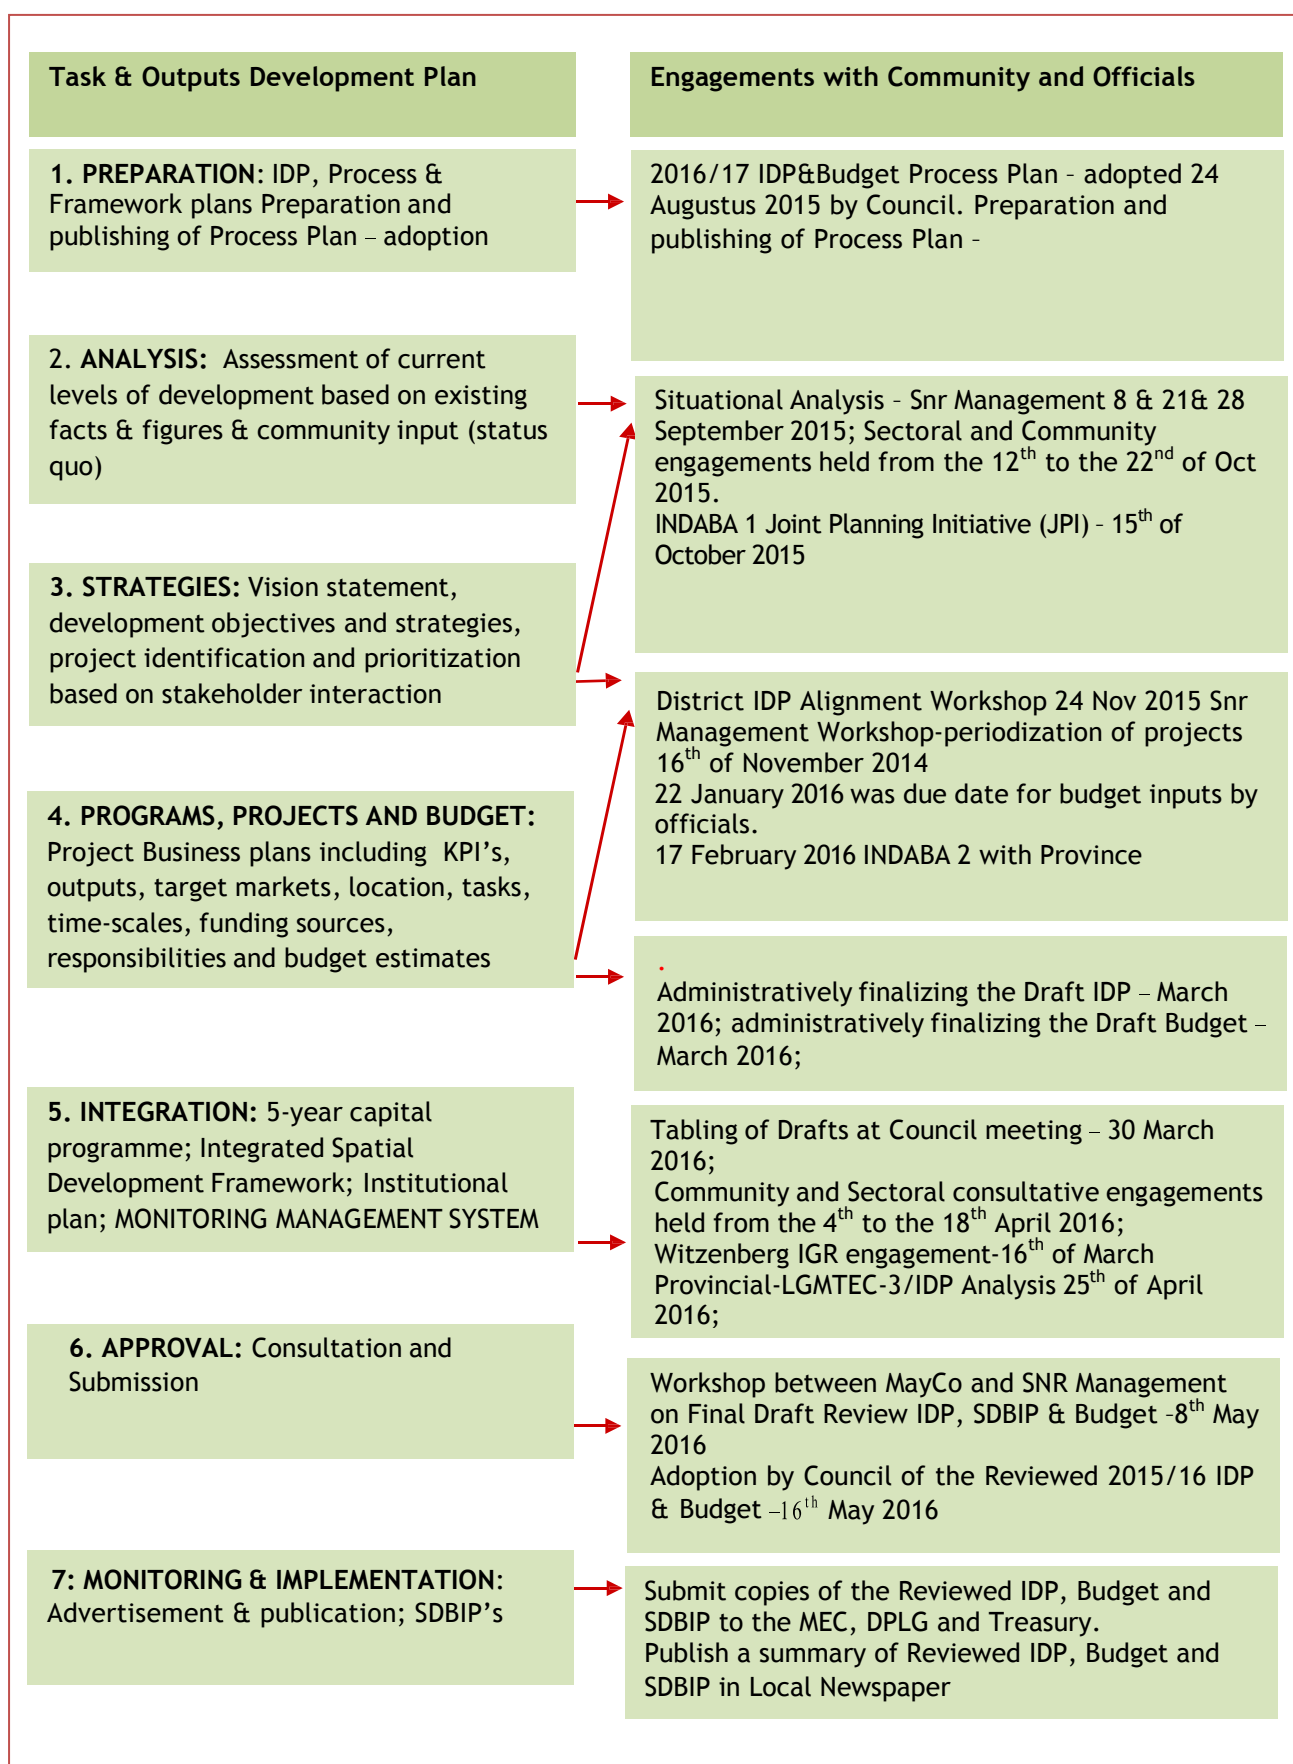 Task & Outputs Development Plan
Engagements with Community and Officials
1. PREPARATION: IDP, Process &
Framework plans Preparation and
publishing of Process Plan – adoption
2016/17 IDP&Budget Process Plan – adopted 24
Augustus 2015 by Council. Preparation and
publishing of Process Plan –
2. ANALYSIS: Assessment of current
levels of development based on existing
facts & figures & community input (status
quo)
Situational Analysis – Snr Management 8 & 21& 28
September 2015; Sectoral and Community
engagements held from the 12th to the 22nd of Oct
2015.
INDABA 1 Joint Planning Initiative (JPI) – 15th of
October 2015
3. STRATEGIES: Vision statement,
development objectives and strategies,
project identification and prioritization
based on stakeholder interaction
District IDP Alignment Workshop 24 Nov 2015 Snr
Management Workshop-periodization of projects
16th of November 2014
22 January 2016 was due date for budget inputs by
officials.
17 February 2016 INDABA 2 with Province
4. PROGRAMS, PROJECTS AND BUDGET:
Project Business plans including KPI’s,
outputs, target markets, location, tasks,
time-scales, funding sources,
responsibilities and budget estimates
.
Administratively finalizing the Draft IDP – March
2016; administratively finalizing the Draft Budget –
March 2016;
5. INTEGRATION: 5-year capital
programme; Integrated Spatial
Development Framework; Institutional
plan; MONITORING MANAGEMENT SYSTEM
Tabling of Drafts at Council meeting – 30 March
2016;
Community and Sectoral consultative engagements
held from the 4th to the 18th April 2016;
Witzenberg IGR engagement-16th of March
Provincial-LGMTEC-3/IDP Analysis 25th of April
2016;
6. APPROVAL: Consultation and
Submission
Workshop between MayCo and SNR Management
on Final Draft Review IDP, SDBIP & Budget –8th May
2016
Adoption by Council of the Reviewed 2015/16 IDP
& Budget –16th May 2016
7: MONITORING & IMPLEMENTATION:
Advertisement & publication; SDBIP’s
Submit copies of the Reviewed IDP, Budget and
SDBIP to the MEC, DPLG and Treasury.
Publish a summary of Reviewed IDP, Budget and
SDBIP in Local Newspaper